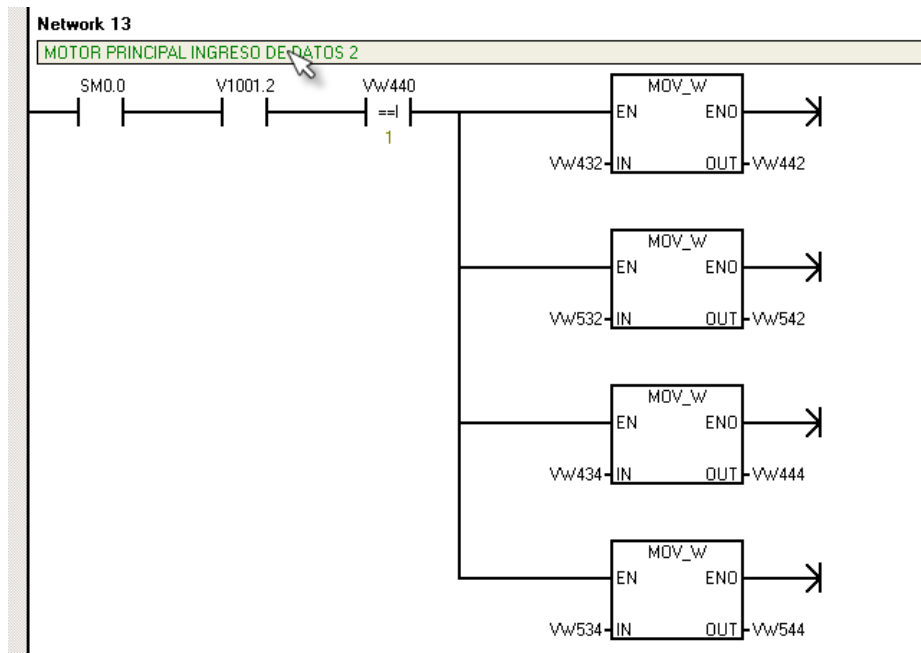 Network 13
MOTOR PRINCIPAL INGRESO DE DATOS 2
SM0.0 V1001.2 VW440
==I
1
MOV_W
EN ENO
VW432 IN OUT VW442
MOV_W
EN ENO
VW532 IN OUT VW542
MOV_W
EN ENO
VW434 IN OUT VW444
MOV_W
EN ENO
VW534 IN OUT VW544